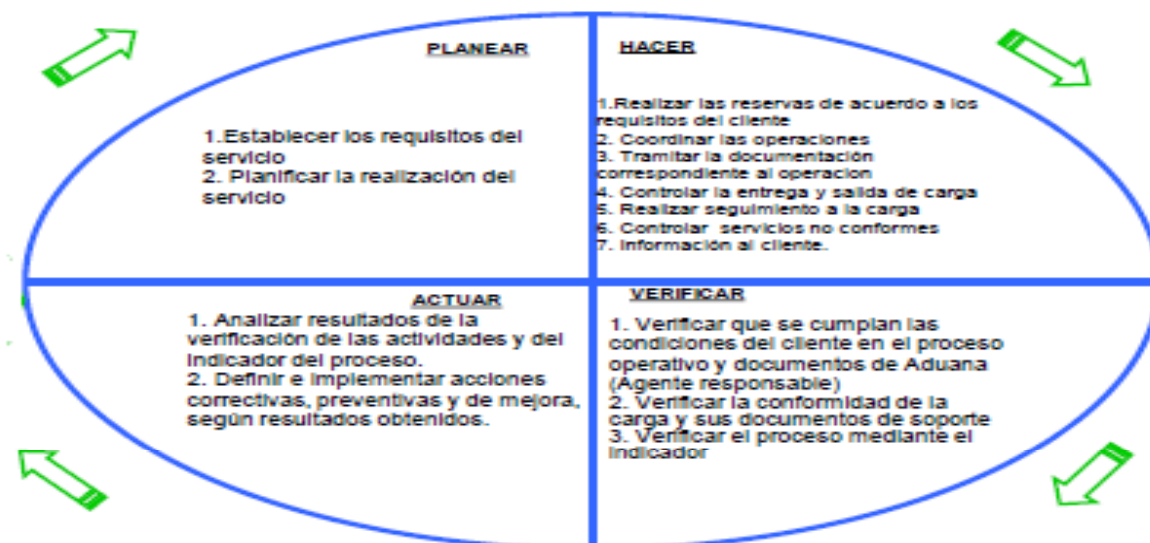 PLANEAR
1.Establecer los requisitos del
servicio
2. Planificar la realización del
servicio
HACER
1.Realizar las reservas de acuerdo a los
requisitos del cliente
2. Coordinar las operaciones
3. Tramitar la documentación
correspondiente al operacion
4. Controlar la entrega y salida de carga
5. Realizar seguimiento a la carga
6. Controlar servicios no conformes
7. Información al cliente.
ACTUAR
1. Analizar resultados de la
verificación de las actividades y del
indicador del proceso.
2. Definir e implementar acciones
correctivas, preventivas y de mejora,
según resultados obtenidos.
VERIFICAR
1. Verificar que se cumplan las
condiciones del cliente en el proceso
operativo y documentos de Aduana
(Agente responsable)
2. Verificar la conformidad de la
carga y sus documentos de soporte
3. Verificar el proceso mediante el
indicador